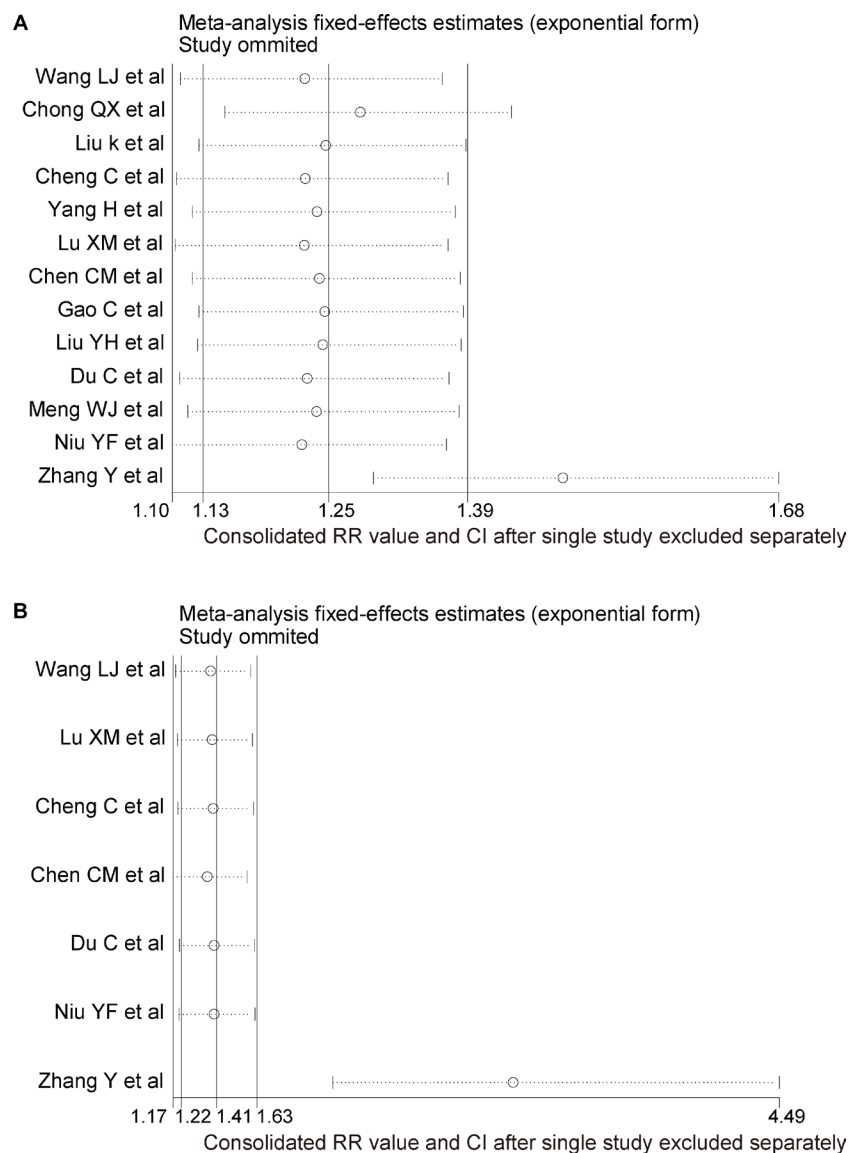 A
Meta-analysis fixed-effects estimates (exponential form)
Study ommited
Wang LJ et al
Chong QX et al
Liu k et al
Cheng C et al
Yang H et al
Lu XM et al
Chen CM et al
Gao C et al
Liu YH et al
Du C et al
Meng WJ et al
Niu YF et al
Zhang Y et al
1.10 1.13 1.25 1.39 1.68
Consolidated RR value and CI after single study excluded separately
B
Meta-analysis fixed-effects estimates (exponential form)
Study ommited
Wang LJ et al
Lu XM et al
Cheng C et al
Chen CM et al
Du C et al
Niu YF et al
Zhang Y et al
1.17 1.22 1.41 1.63 4.49
Consolidated RR value and CI after single study excluded separately